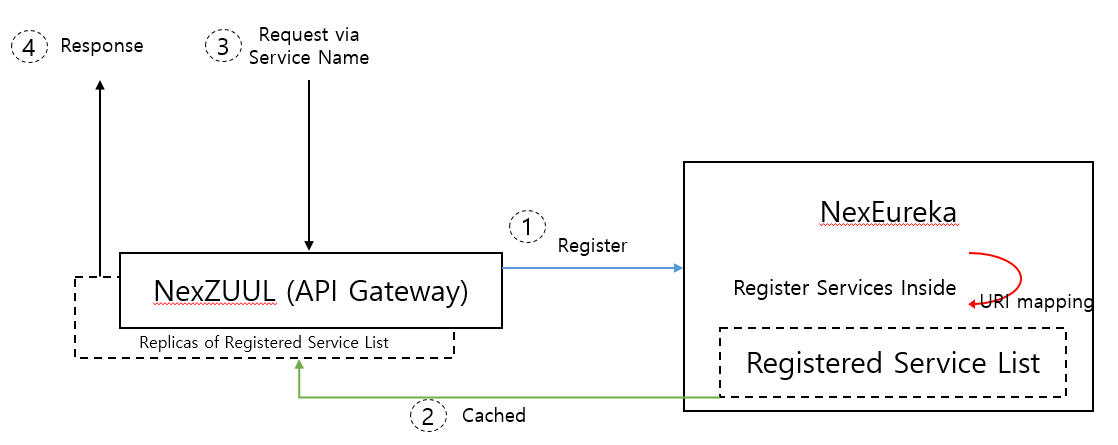 4
Response
3
Request via
Service Name
1
Register
NexEureka
Register Services Inside
URI mapping
NexZUUL (API Gateway)
Replicas of Registered Service List
Registered Service List
2
Cached